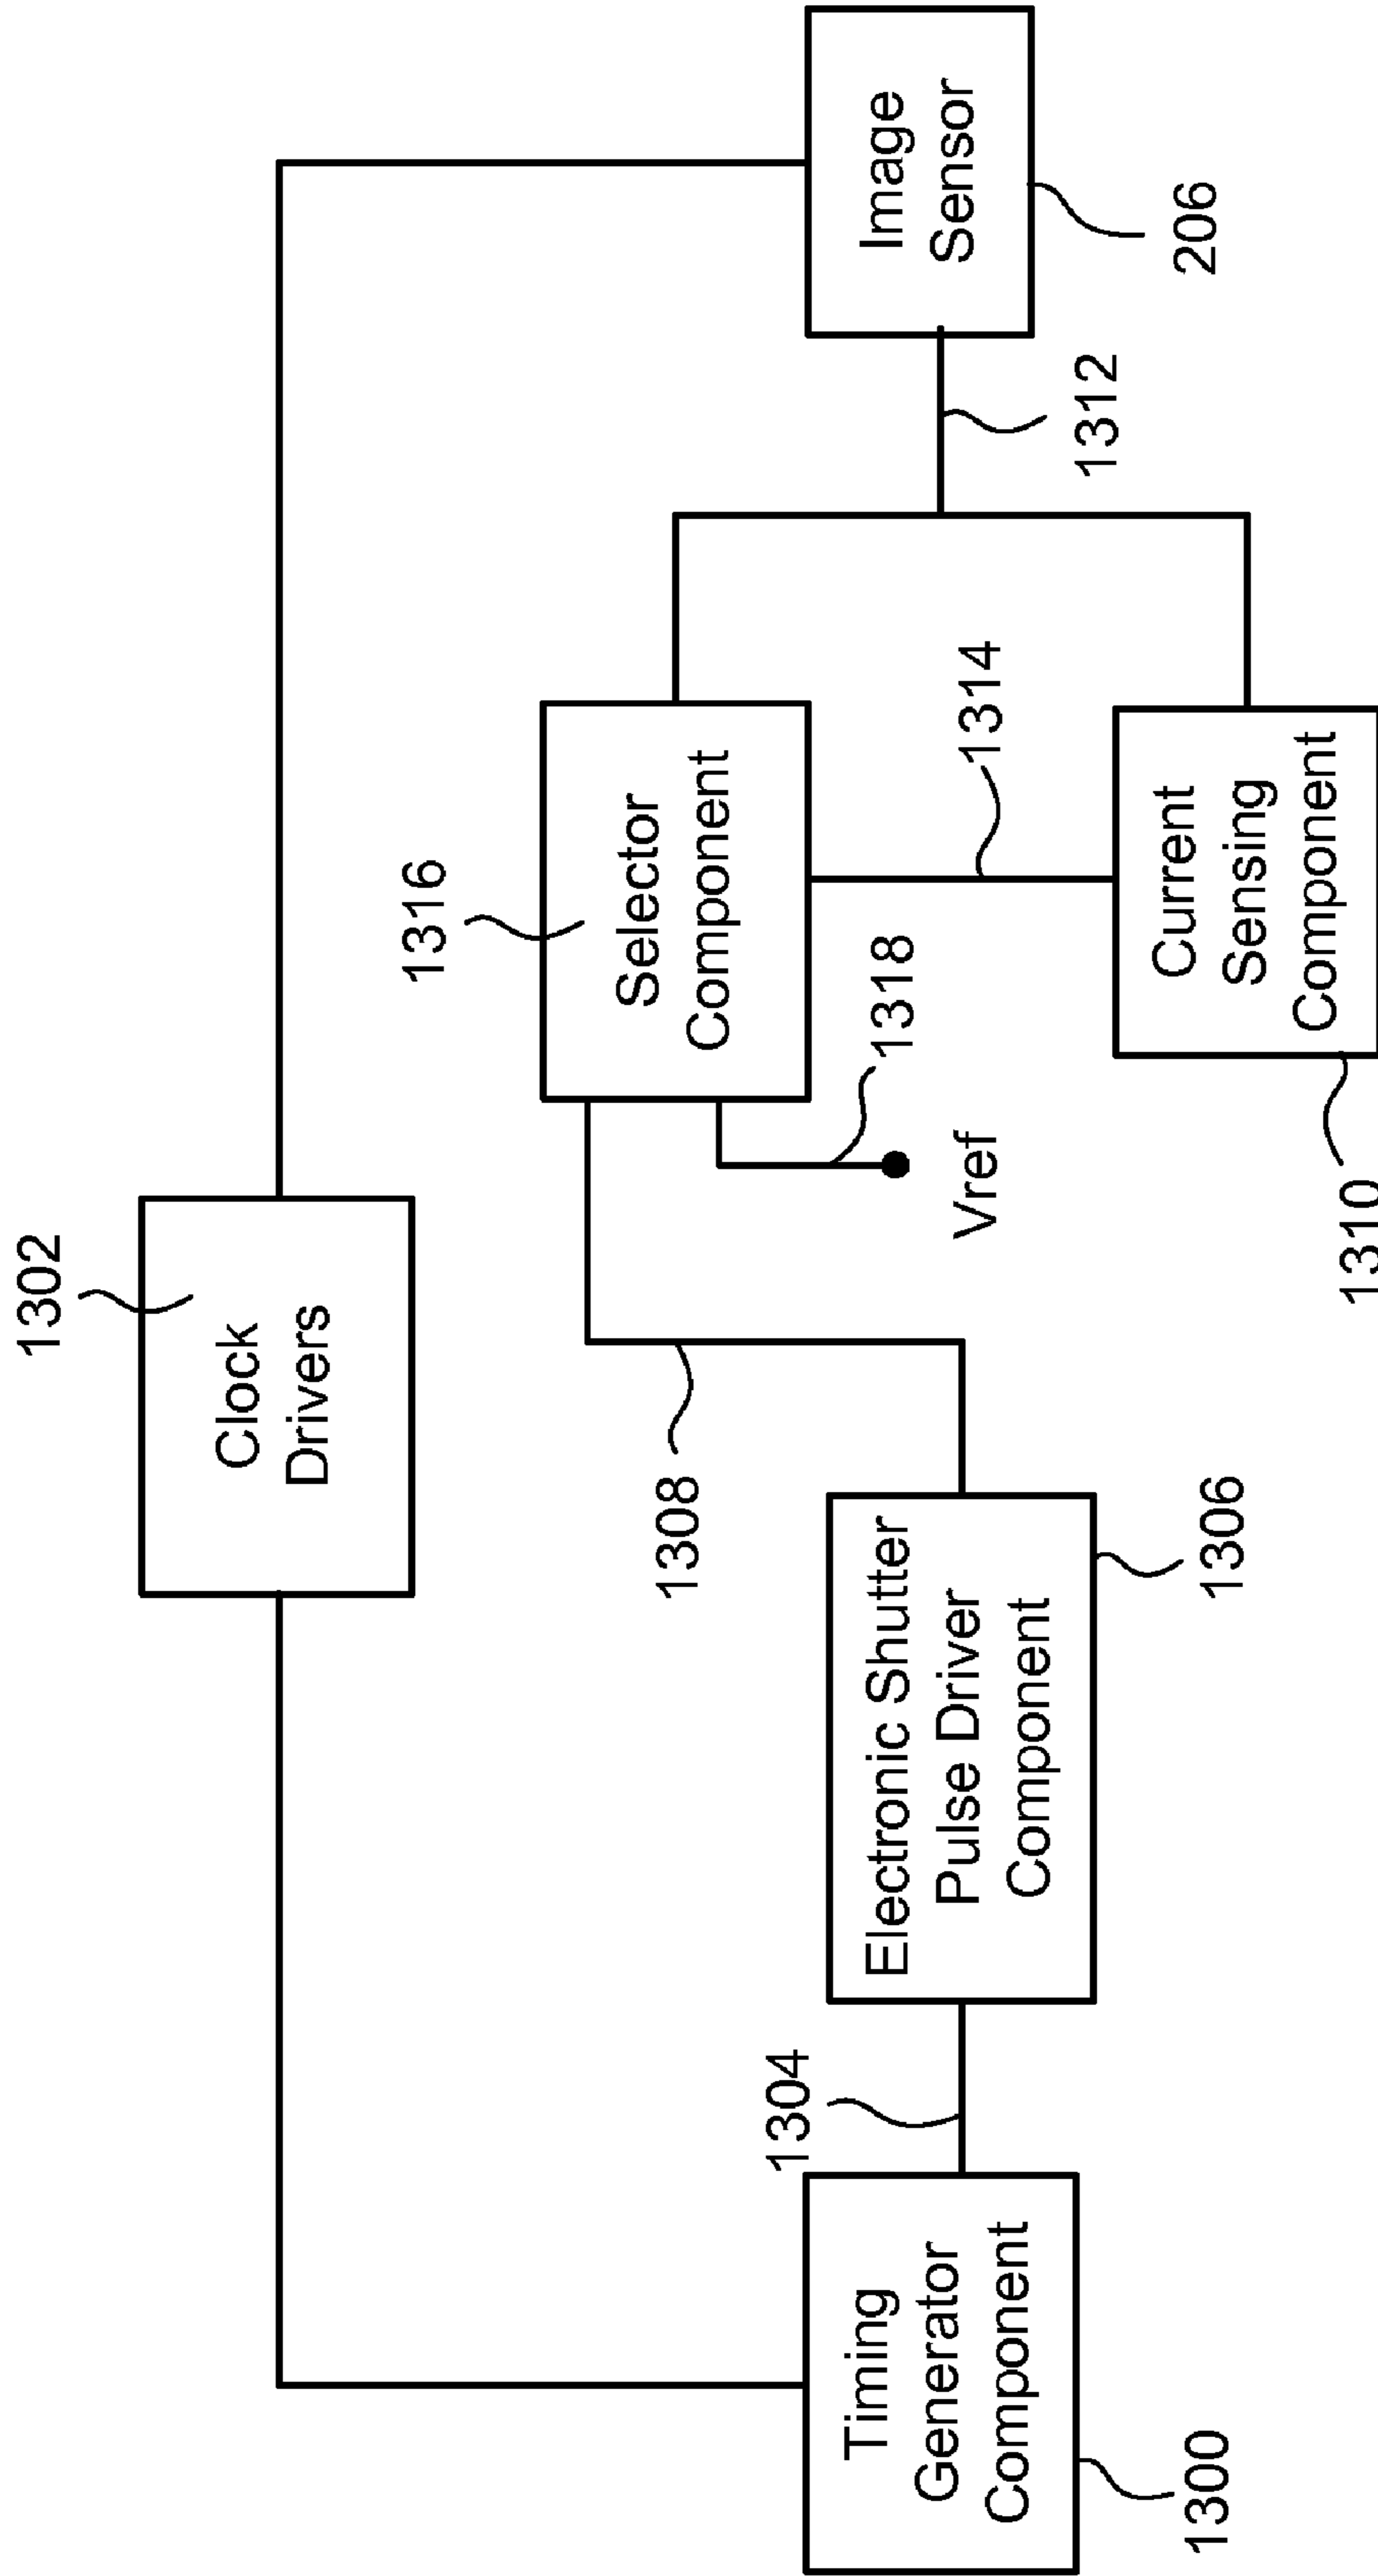 1302
Clock
Drivers
1316
Selector
Component
1308
1318
Vref
1314
1312
Image
Sensor
206
1304
Timing
Generator
Component
1300
Electronic Shutter
Pulse Driver
Component
1306
Current
Sensing
Component
1310